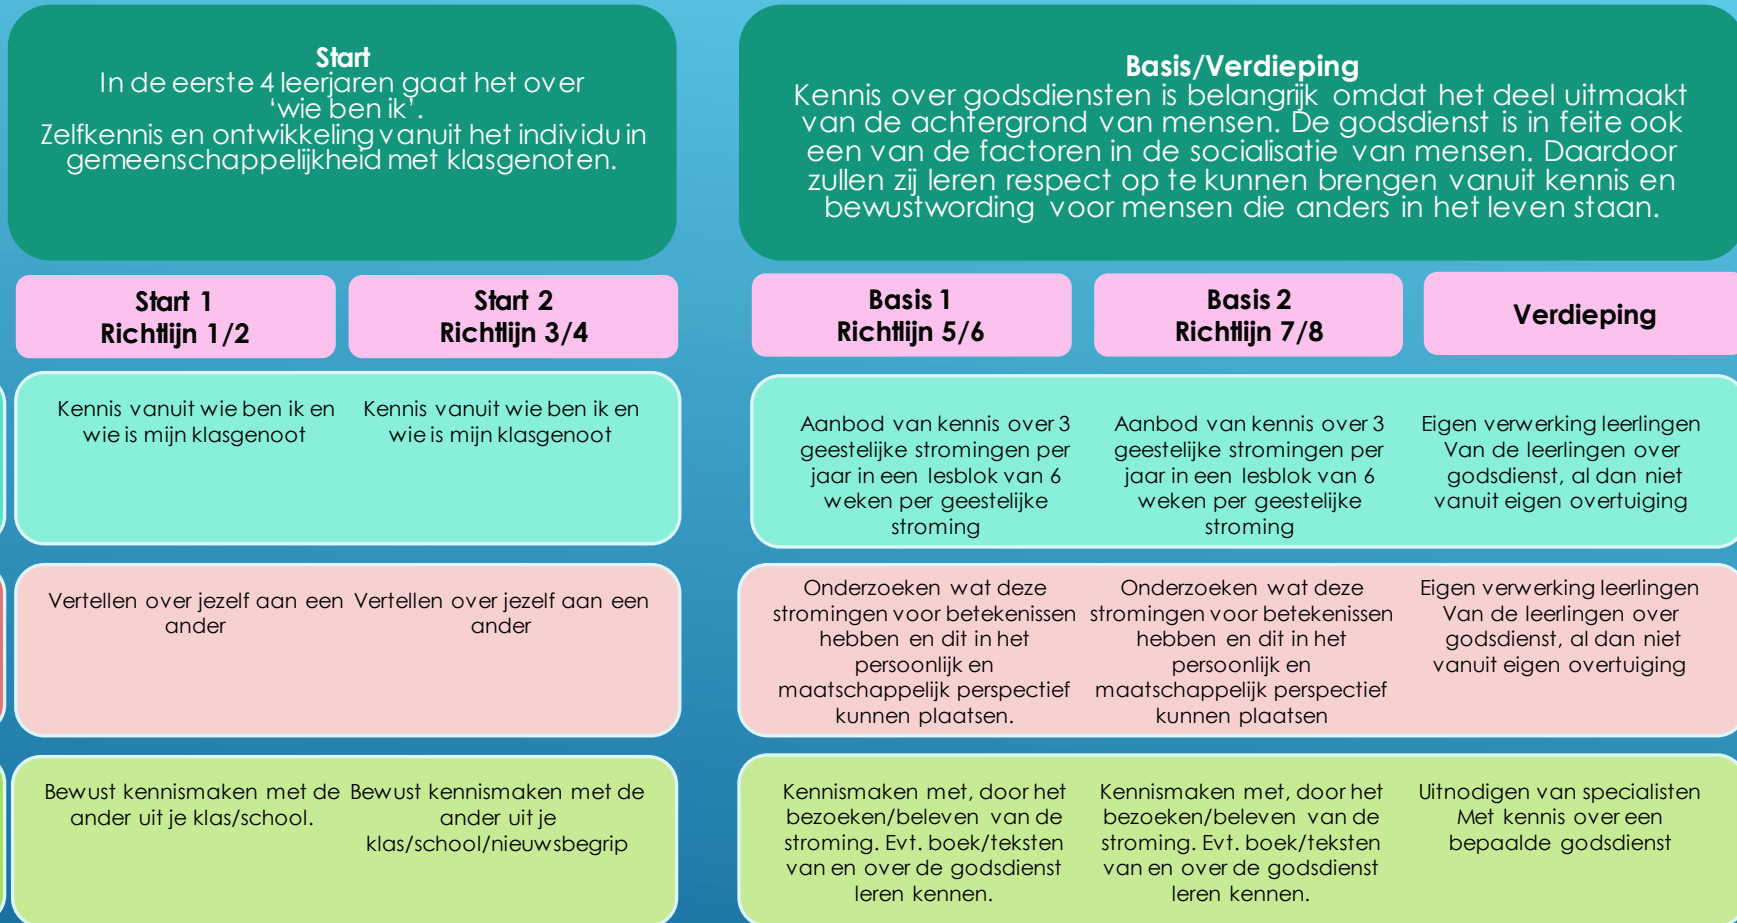 Start
In de eerste 4 leerjaren gaat het over
‘wie ben ik’.
Zelfkennis en ontwikkeling vanuit het individu in
gemeenschappelijkheid met klasgenoten.
Basis/Verdieping
Kennis over godsdiensten is belangrijk omdat het deel uitmaakt
van de achtergrond van mensen. De godsdienst is in feite ook
een van de factoren in de socialisatie van mensen. Daardoor
zullen zij leren respect op te kunnen brengen vanuit kennis en
bewustwording voor mensen die anders in het leven staan.
Start 1
Richtlijn 1/2
Start 2
Richtlijn 3/4
Basis 1
Richtlijn 5/6
Basis 2
Richtlijn 7/8
Verdieping
Kennis vanuit wie ben ik en
wie is mijn klasgenoot
Kennis vanuit wie ben ik en
wie is mijn klasgenoot
Aanbod van kennis over 3
geestelijke stromingen per
jaar in een lesblok van 6
weken per geestelijke
stroming
Aanbod van kennis over 3
geestelijke stromingen per
jaar in een lesblok van 6
weken per geestelijke
stroming
Eigen verwerking leerlingen
Van de leerlingen over
godsdienst, al dan niet
vanuit eigen overtuiging
Vertellen over jezelf aan een
ander
Vertellen over jezelf aan een
ander
Onderzoeken wat deze
stromingen voor betekenissen
hebben en dit in het
persoonlijk en
maatschappelijk perspectief
kunnen plaatsen.
Onderzoeken wat deze
stromingen voor betekenissen
hebben en dit in het
persoonlijk en
maatschappelijk perspectief
kunnen plaatsen
Eigen verwerking leerlingen
Van de leerlingen over
godsdienst, al dan niet
vanuit eigen overtuiging
Bewust kennismaken met de
ander uit je klas/school.
Bewust kennismaken met de
ander uit je
klas/school/nieuwsbegrip
Kennismaken met, door het
bezoeken/beleven van de
stroming. Evt. boek/teksten
van en over de godsdienst
leren kennen.
Kennismaken met, door het
bezoeken/beleven van de
stroming. Evt. boek/teksten
van en over de godsdienst
leren kennen.
Uitnodigen van specialisten
Met kennis over een
bepaalde godsdienst